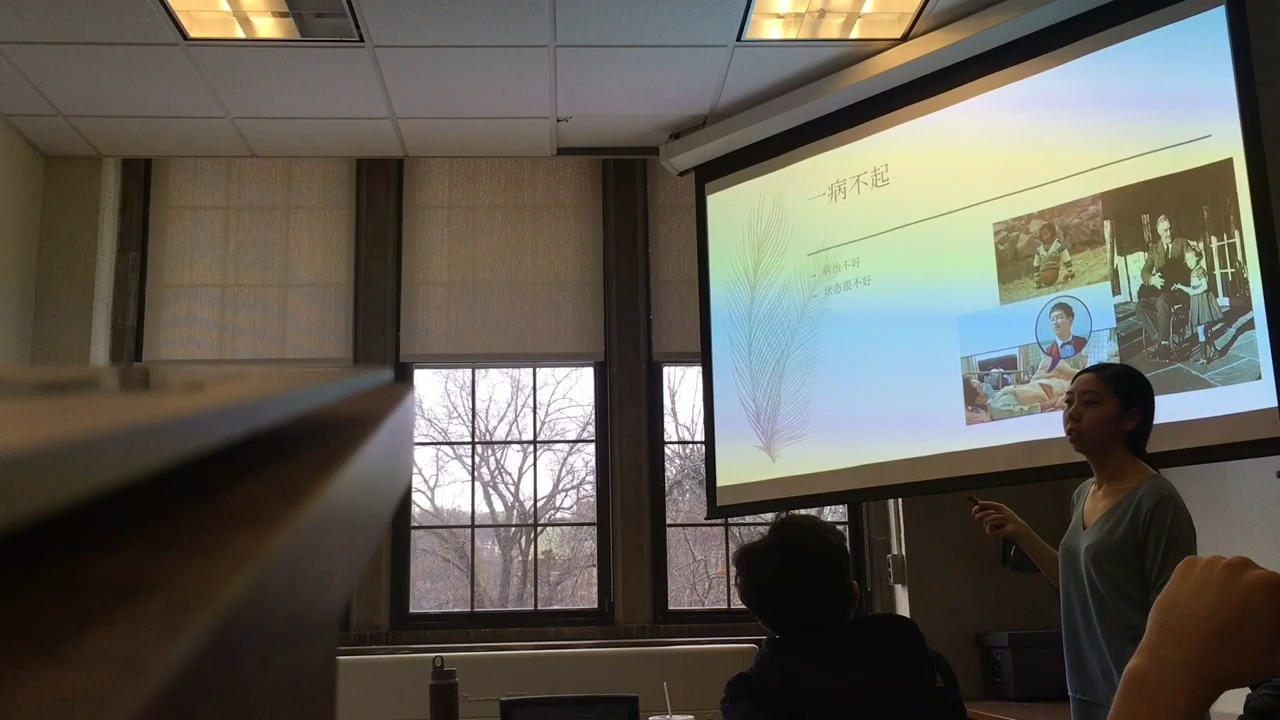 一病不起
- 病治不好
- 状态很不好